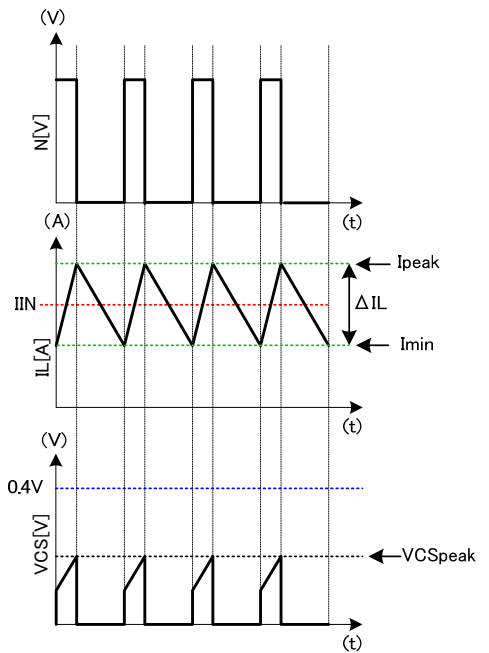 (V)
N[V]
(t)
(A)
Ipeak
IIN
ΔIL
IL[A]
Imin
(t)
(V)
0.4V
VCS[V]
VCSpeak
(t)